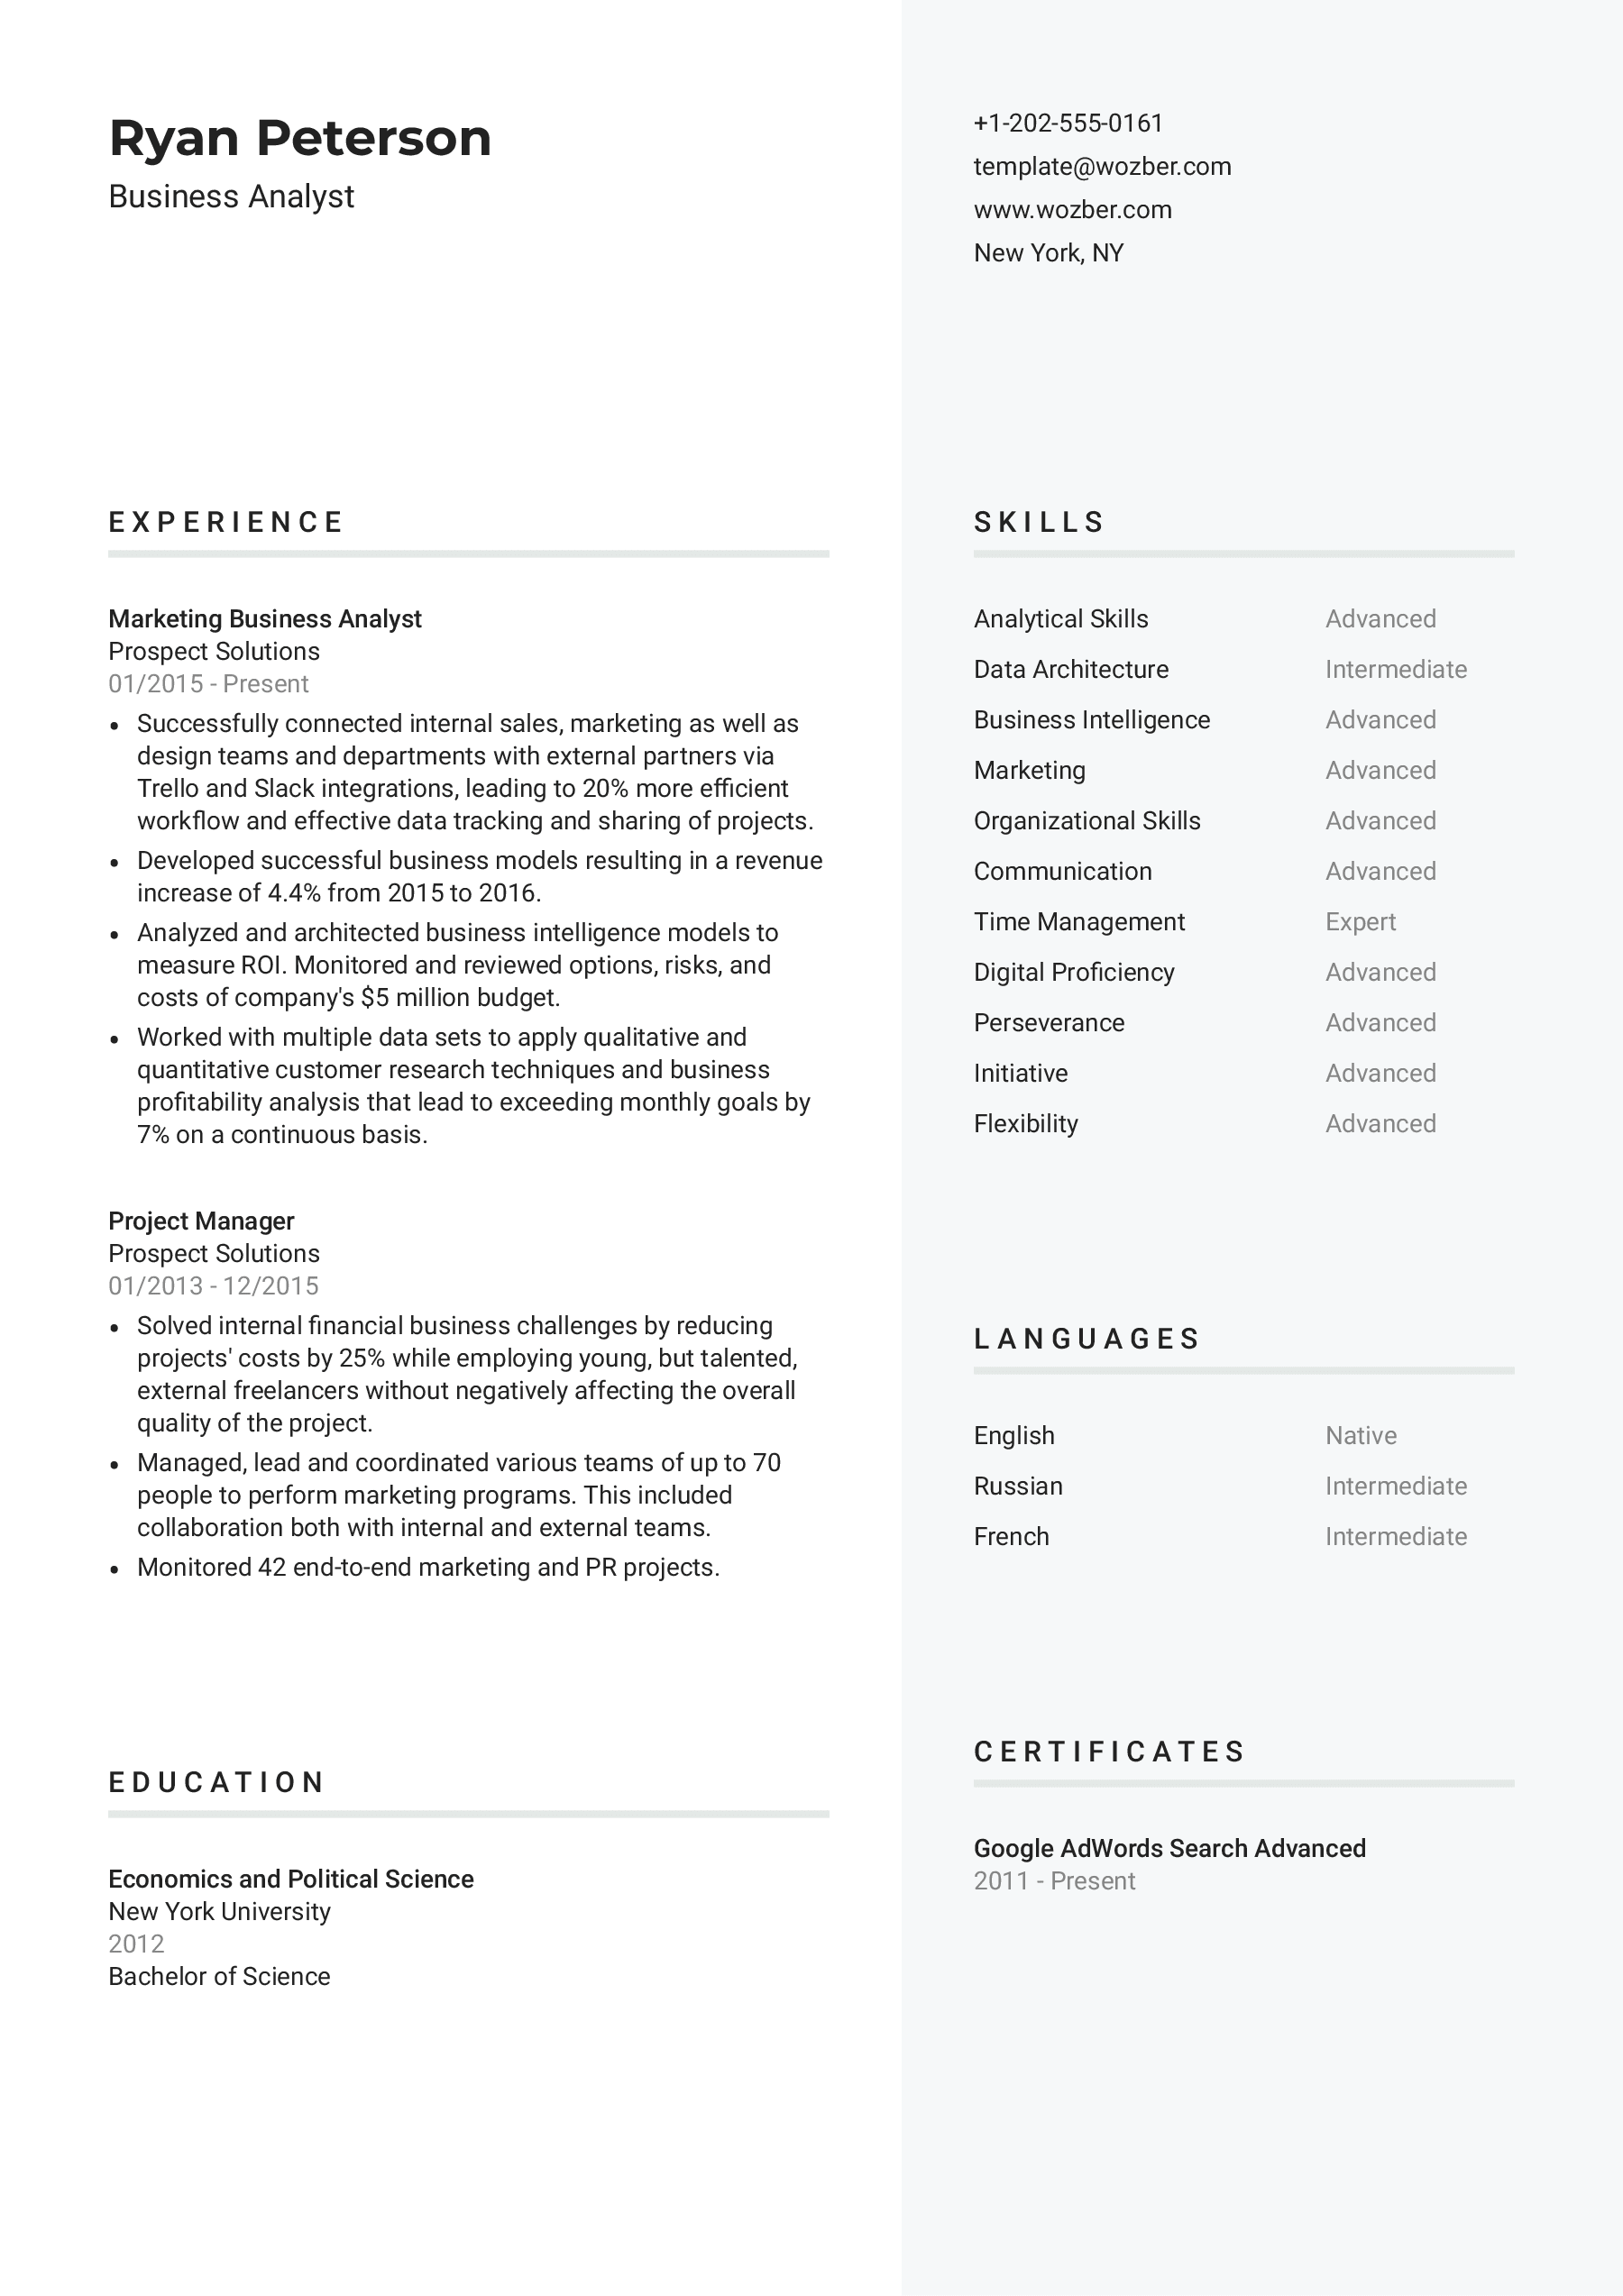 Ryan Peterson
Business Analyst
+1-202-555-0161
template@wozber.com
www.wozber.com
New York, NY
EXPERIENCE
Marketing Business Analyst
Prospect Solutions
01/2015 - Present
• Successfully connected internal sales, marketing as well as
design teams and departments with external partners via
Trello and Slack integrations, leading to 20% more efficient
workflow and effective data tracking and sharing of projects.
• Developed successful business models resulting in a revenue
increase of 4.4% from 2015 to 2016.
• Analyzed and architected business intelligence models to
measure ROI. Monitored and reviewed options, risks, and
costs of company's $5 million budget.
• Worked with multiple data sets to apply qualitative and
quantitative customer research techniques and business
profitability analysis that lead to exceeding monthly goals by
7% on a continuous basis.
Project Manager
Prospect Solutions
01/2013 - 12/2015
• Solved internal financial business challenges by reducing
projects' costs by 25% while employing young, but talented,
external freelancers without negatively affecting the overall
quality of the project.
• Managed, lead and coordinated various teams of up to 70
people to perform marketing programs. This included
collaboration both with internal and external teams.
• Monitored 42 end-to-end marketing and PR projects.
EDUCATION
Economics and Political Science
New York University
2012
Bachelor of Science
SKILLS
Analytical Skills Advanced
Data Architecture Intermediate
Business Intelligence Advanced
Marketing Advanced
Organizational Skills Advanced
Communication Advanced
Time Management Expert
Digital Proficiency Advanced
Perseverance Advanced
Initiative Advanced
Flexibility Advanced
LANGUAGES
English Native
Russian Intermediate
French Intermediate
CERTIFICATES
Google AdWords Search Advanced
2011 - Present